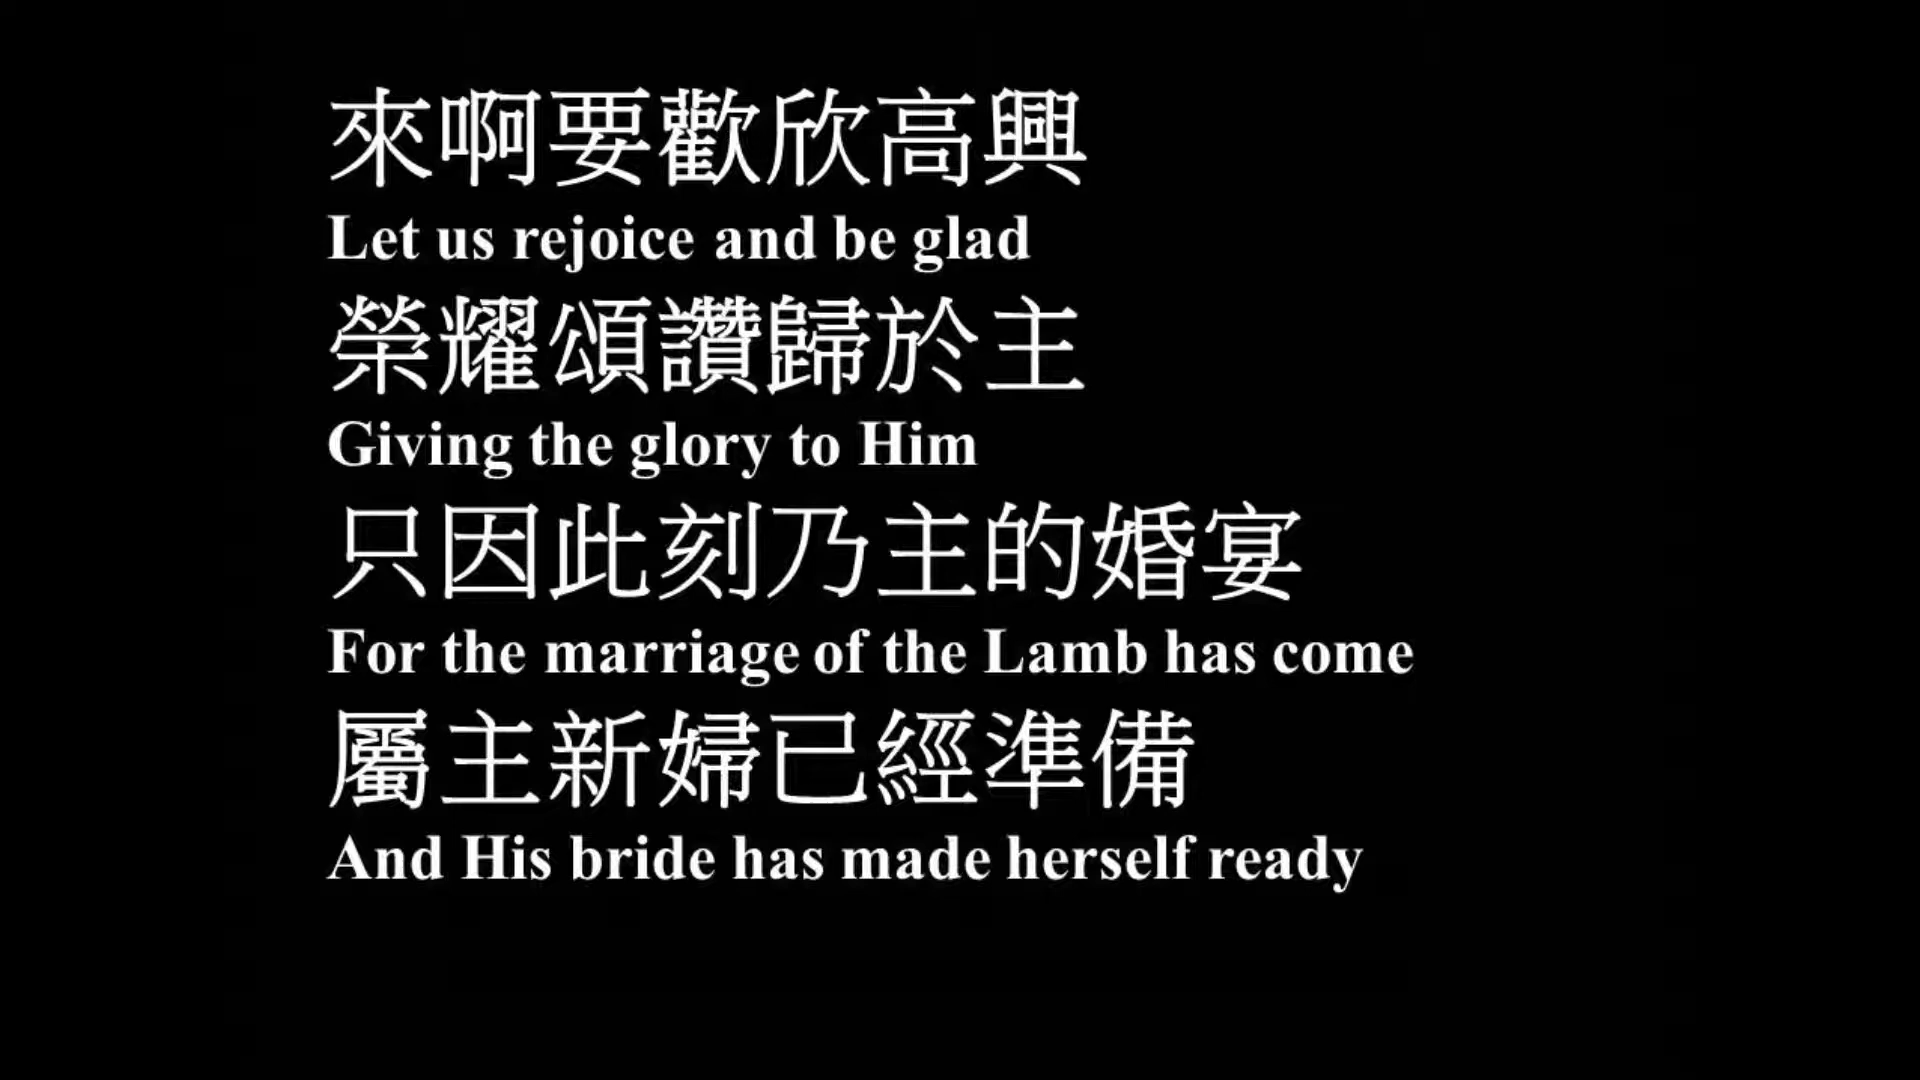 來啊要歡欣高興
Let us rejoice and be glad
榮耀頌讚歸於主
Giving the glory to Him
只因此刻乃主的婚宴
For the marriage of the Lamb has come
屬主新婦已經準備
And His bride has made herself ready